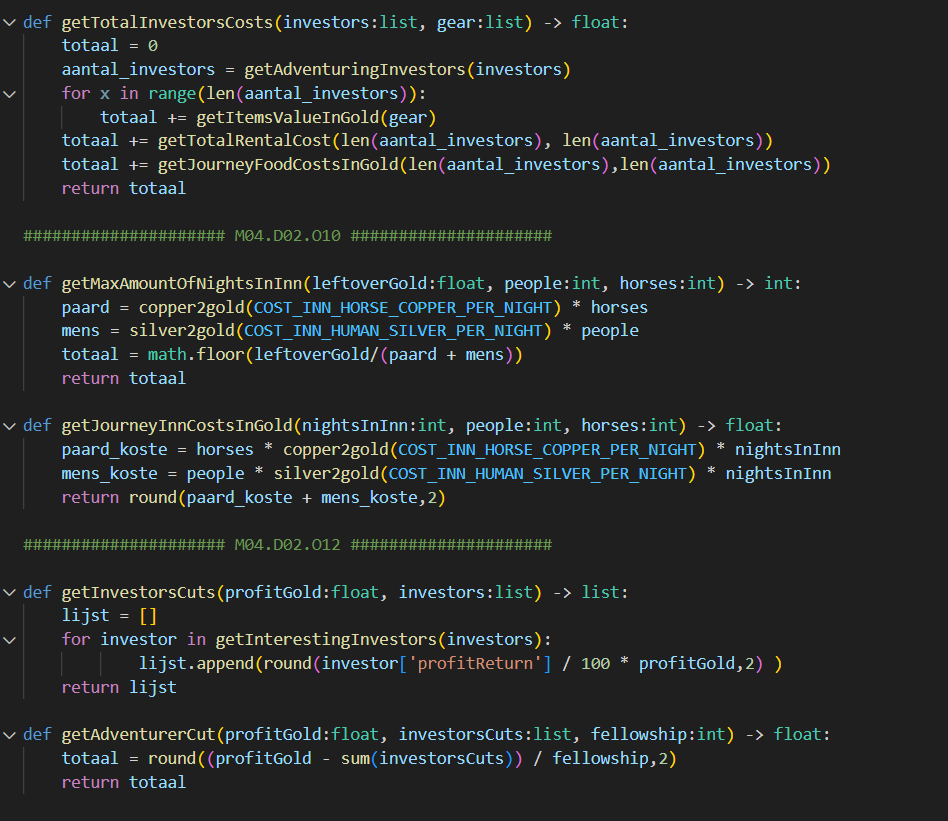 def getTotalInvestorsCosts(investors:list, gear:list) -> float:
    totaal = 0
    aantal_investors = getAdventuringInvestors(investors)
    for x in range(len(aantal_investors)):
        totaal += getItemsValueInGold(gear)
    totaal += getTotalRentalCost(len(aantal_investors), len(aantal_investors))
    totaal += getJourneyFoodCostsInGold(len(aantal_investors),len(aantal_investors))
    return totaal
##################### M04.D02.O10 #####################
def getMaxAmountOfNightsInInn(leftoverGold:float, people:int, horses:int) -> int:
    paard = copper2gold(COST_INN_HORSE_COPPER_PER_NIGHT) * horses
    mens = silver2gold(COST_INN_HUMAN_SILVER_PER_NIGHT) * people
    totaal = math.floor(leftoverGold/(paard + mens))
    return totaal
def getJourneyInnCostsInGold(nightsInInn:int, people:int, horses:int) -> float:
    paard_koste = horses * copper2gold(COST_INN_HORSE_COPPER_PER_NIGHT) * nightsInInn
    mens_koste = people * silver2gold(COST_INN_HUMAN_SILVER_PER_NIGHT) * nightsInInn
    return round(paard_koste + mens_koste,2)
##################### M04.D02.O12 #####################
def getInvestorsCuts(profitGold:float, investors:list) -> list:
    lijst = []
    for investor in getInterestingInvestors(investors):
            lijst.append(round(investor['profitReturn'] / 100 * profitGold,2) )
    return lijst
def getAdventurerCut(profitGold:float, investorsCuts:list, fellowship:int) -> float:
    totaal = round((profitGold - sum(investorsCuts)) / fellowship,2)
    return totaal